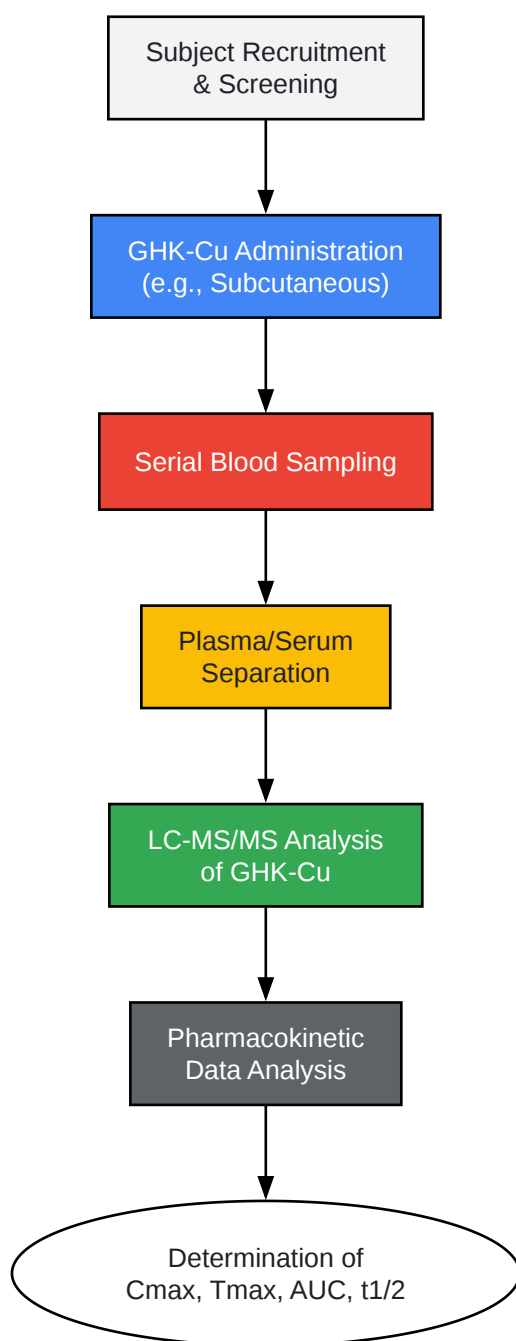 Subject Recruitment
& Screening
GHK-Cu Administration
(e.g., Subcutaneous)
Serial Blood Sampling
Plasma/Serum
Separation
LC-MS/MS Analysis
of GHK-Cu
Pharmacokinetic
Data Analysis
Determination of
Cmax, Tmax, AUC, t1/2